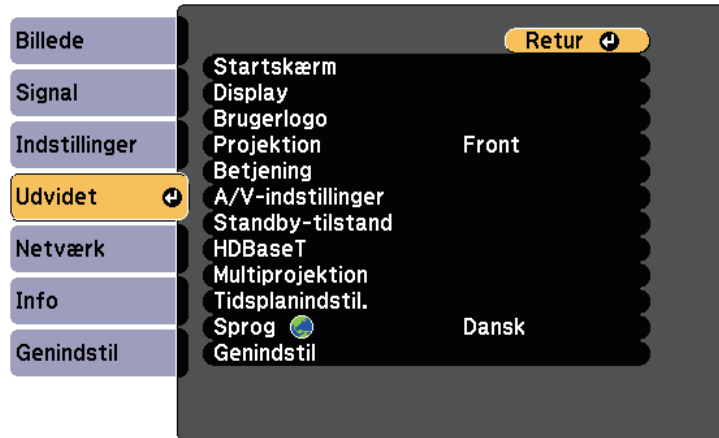 Billede
Signal
Indstillinger
Udvidet
Netværk
Info
Genindstil
Retur
Startskærm
Display
Brugerlogo
Projektion Front
Betjening
A/V-indstillinger
Standby-tilstand
HDBaseT
Multiprojektion
Tidsplanindstil.
Sprog Dansk
Genindstil